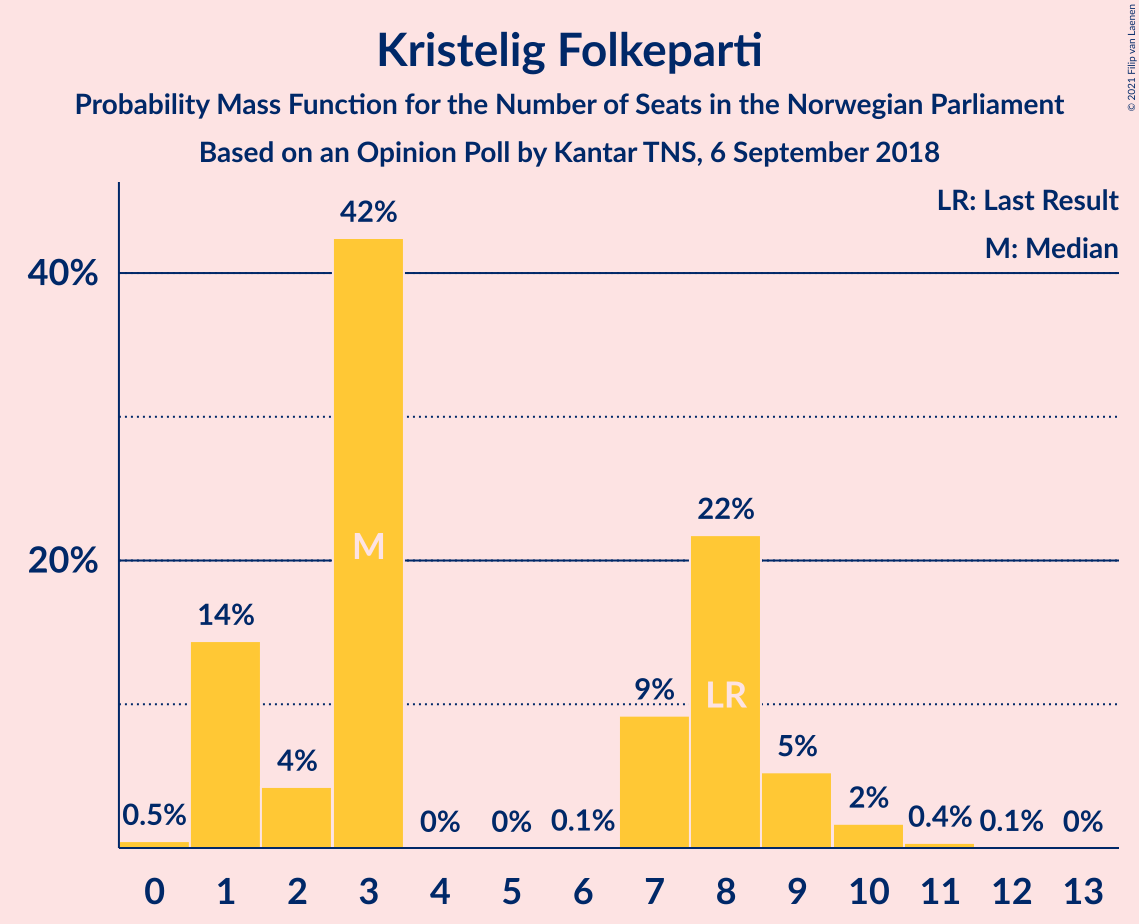 Kristelig Folkeparti
Probability Mass Function for the Number of Seats in the Norwegian Parliament
Based on an Opinion Poll by Kantar TNS, 6 September 2018
© 2021 Filip van Laenen
LR: Last Result
M: Median
40%
20%
0.5%
14%
4%
42%
0%
0%
0.1%
9%
22%
5%
2%
0.4%
0.1%
0%
M
LR
0 1 2 3 4 5 6 7 8 9 10 11 12 13